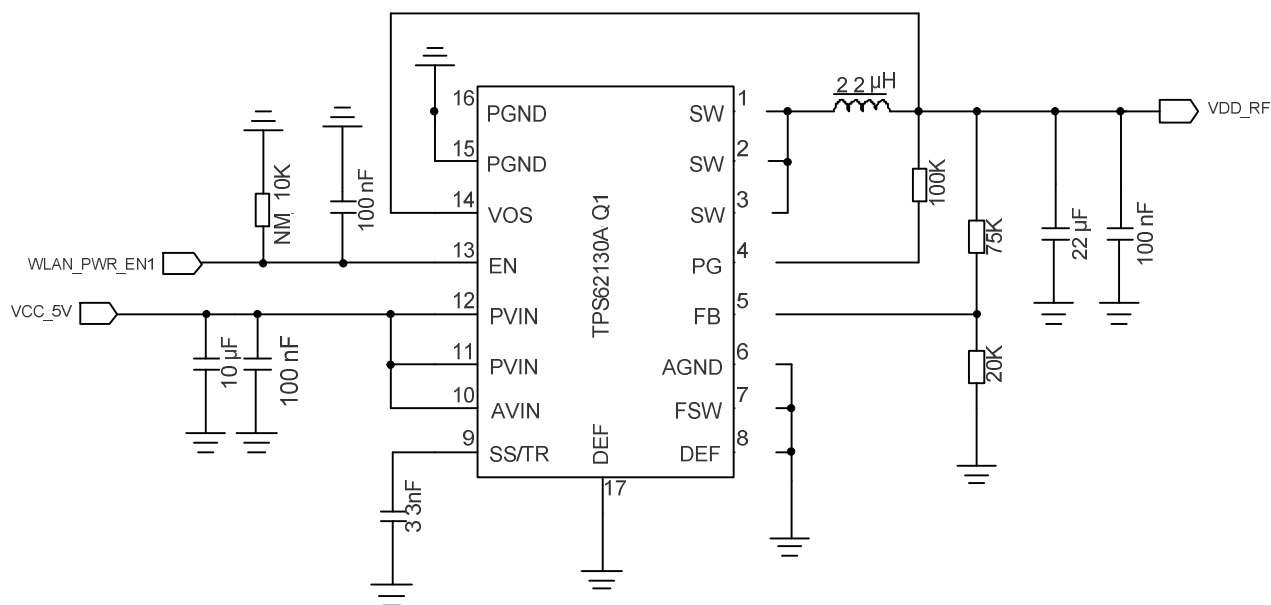 2 2 µH
16
PGND
SW
1
VDD_RF
15
PGND
SW
2
14
VOS
SW
3
NM_10K
100 nF
100K
75K
22 µF
100 nF
WLAN_PWR_EN1
13
EN
PG
4
TPS62130A Q1
VCC_5V
12
PVIN
FB
5
10 µF
100 nF
11
PVIN
AGND
6
20K
10
AVIN
FSW
7
9
SS/TR
DEF
DEF
8
17
3 3nF